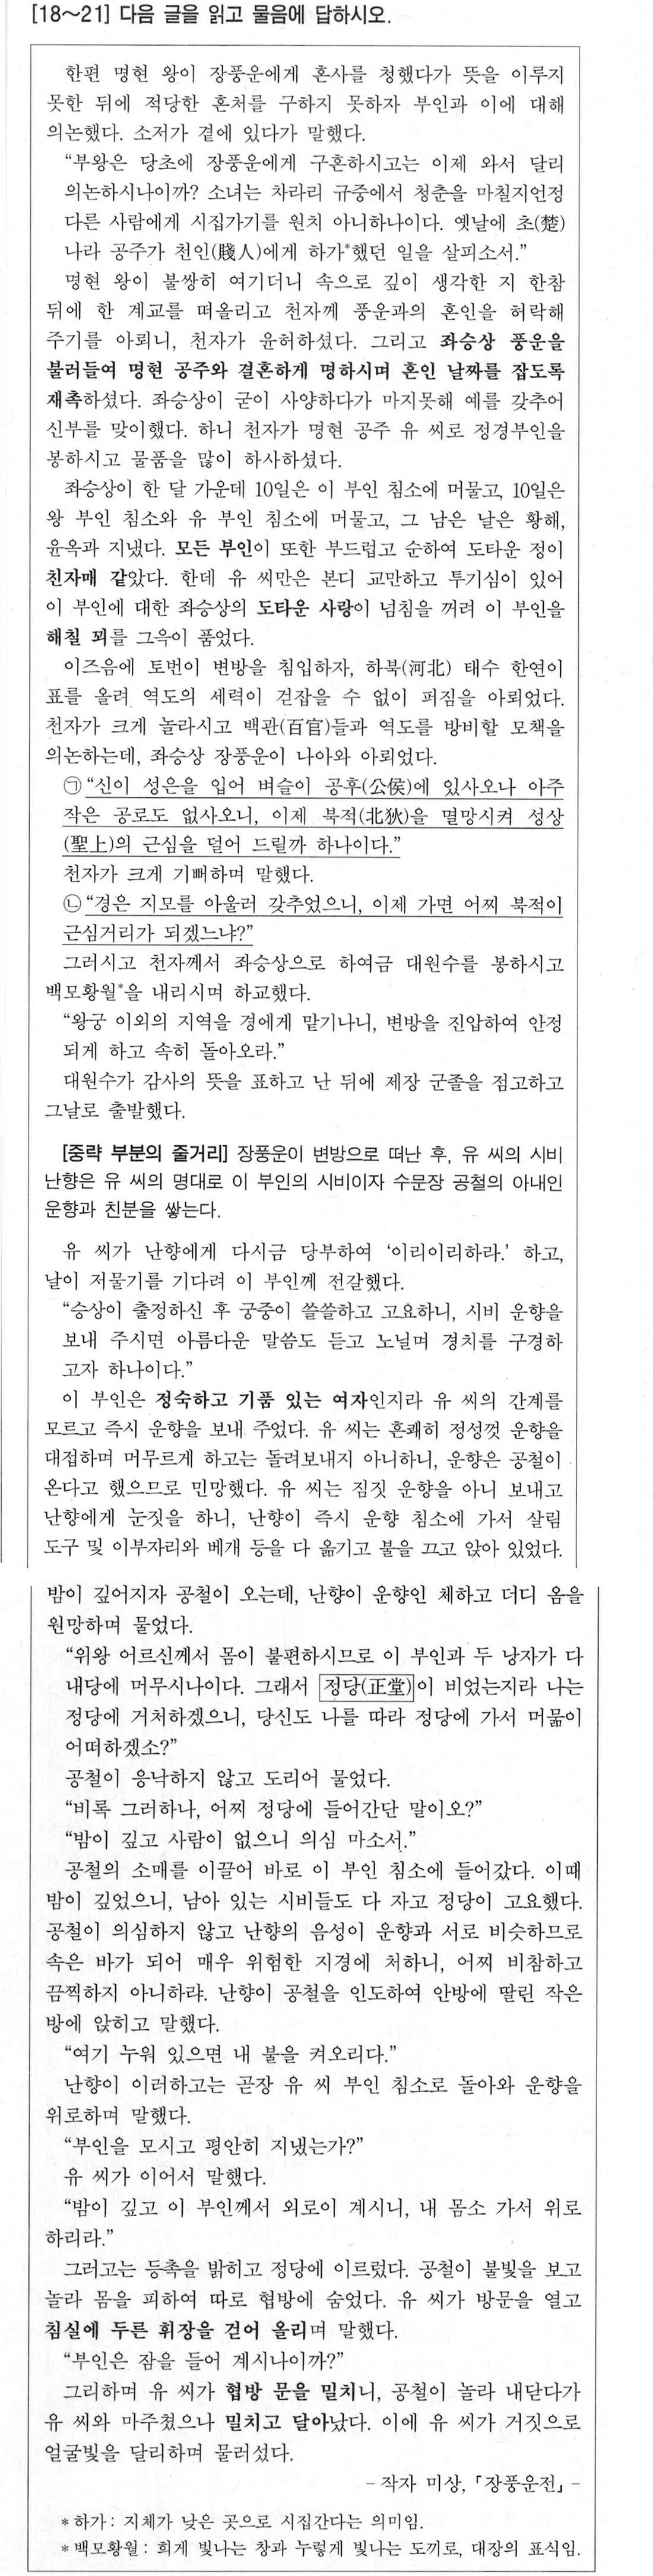 [18~21] 다음 글을 읽고 물음에 답하시오.
한편 명현 왕이 장풍운에게 혼사를 청했다가 뜻을 이루지
못한 뒤에 적당한 혼처를 구하지 못하자 부인과 이에 대해
의논했다. 소저가 곁에 있다가 말했다.
“부왕은 당초에 장풍운에게 구혼하시고는 이제 와서 달리
의논하시나이까? 소녀는 차라리 규중에서 청춘을 마칠지언정
다른 사람에게 시집가기를 원치 아니하나이다. 옛날에 초(楚)
나라 공주가 천인(賤人)에게 하가*했던 일을 살피소서.”
명현 왕이 불쌍히 여기더니 속으로 깊이 생각한 지 한참
뒤에 한 계교를 떠올리고 천자께 풍운과의 혼인을 허락해
주기를 아뢰니, 천자가 윤허하셨다. 그리고 좌승상 풍운을
불러들여 명현 공주와 결혼하게 명하시며 혼인 날짜를 잡도록
재촉하셨다. 좌승상이 굳이 사양하다가 마지못해 예를 갖추어
신부를 맞이했다. 하니 천자가 명현 공주 유 씨로 정경부인을
봉하시고 물품을 많이 하사하셨다.
좌승상이 한 달 가운데 10일은 이 부인 침소에 머물고, 10일은
왕 부인 침소와 유 부인 침소에 머물고, 그 남은 날은 황해,
윤옥과 지냈다. 모든 부인이 또한 부드럽고 순하여 도타운 정이
친자매 같았다. 한데 유 씨만은 본디 교만하고 투기심이 있어
이 부인에 대한 좌승상의 도타운 사랑이 넘침을 꺼려 이 부인을
해칠 꾀를 그윽이 품었다.
이즈음에 토번이 변방을 침입하자, 하북(河北) 태수 한연이
표를 올려 역도의 세력이 걷잡을 수 없이 퍼짐을 아뢰었다.
천자가 크게 놀라시고 백관(百官)들과 역도를 방비할 모책을
의논하는데, 좌승상 장풍운이 나아와 아뢰었다.
㉠ “신이 성은을 입어 벼슬이 공후(公侯)에 있사오나 아주
작은 공로도 없사오니, 이제 북적(北狄)을 멸망시켜 성상
(聖上)의 근심을 덜어 드릴까 하나이다.”
천자가 크게 기뻐하며 말했다.
㉡ “경은 지모를 아울러 갖추었으니, 이제 가면 어찌 북적이
근심거리가 되겠느냐?”
그러시고 천자께서 좌승상으로 하여금 대원수를 봉하시고
백모황월*을 내리시며 하교했다.
“왕궁 이외의 지역을 경에게 맡기나니, 변방을 진압하여 안정
되게 하고 속히 돌아오라.”
대원수가 감사의 뜻을 표하고 난 뒤에 제장 군졸을 점고하고
그날로 출발했다.
[중략 부분의 줄거리] 장풍운이 변방으로 떠난 후, 유 씨의 시비
난향은 유 씨의 명대로 이 부인의 시비이자 수문장 공철의 아내인
운향과 친분을 쌓는다.
유 씨가 난향에게 다시금 당부하여 ‘이리이리하라.’ 하고,
날이 저물기를 기다려 이 부인께 전갈했다.
“승상이 출정하신 후 궁중이 쓸쓸하고 고요하니, 시비 운향을
보내 주시면 아름다운 말씀도 듣고 노닐며 경치를 구경하
고자 하나이다.”
이 부인은 정숙하고 기품 있는 여자인지라 유 씨의 간계를
모르고 즉시 운향을 보내 주었다. 유 씨는 흔쾌히 정성껏 운향을
대접하며 머무르게 하고는 돌려보내지 아니하니, 운향은 공철이
온다고 했으므로 민망했다. 유 씨는 짐짓 운향을 아니 보내고
난향에게 눈짓을 하니, 난향이 즉시 운향 침소에 가서 살림
도구 및 이부자리와 베개 등을 다 옮기고 불을 끄고 앉아 있었다.
밤이 깊어지자 공철이 오는데, 난향이 운향인 체하고 더디 옴을
원망하며 물었다.
“위왕 어르신께서 몸이 불편하시므로 이 부인과 두 낭자가 다
내당에 머무시나이다. 그래서 정당(正堂)이 비었는지라 나는
정당에 거처하겠으니, 당신도 나를 따라 정당에 가서 머묾이
어떠하겠소?”
공철이 응낙하지 않고 도리어 물었다.
“비록 그러하나, 어찌 정당에 들어간단 말이오?”
“밤이 깊고 사람이 없으니 의심 마소서.”
공철의 소매를 이끌어 바로 이 부인 침소에 들어갔다. 이때
밤이 깊었으니, 남아 있는 시비들도 다 자고 정당이 고요했다.
공철이 의심하지 않고 난향의 음성이 운향과 서로 비슷하므로
속은 바가 되어 매우 위험한 지경에 처하니, 어찌 비참하고
끔찍하지 아니하랴. 난향이 공철을 인도하여 안방에 딸린 작은
방에 앉히고 말했다.
“여기 누워 있으면 내 불을 켜오리다.”
난향이 이러하고는 곧장 유 씨 부인 침소로 돌아와 운향을
위로하며 말했다.
“부인을 모시고 평안히 지냈는가?”
유 씨가 이어서 말했다.
“밤이 깊고 이 부인께서 외로이 계시니, 내 몸소 가서 위로
하리라.”
그러고는 등촉을 밝히고 정당에 이르렀다. 공철이 불빛을 보고
놀라 몸을 피하여 따로 협방에 숨었다. 유 씨가 방문을 열고
침실에 두른 휘장을 걷어 올리며 말했다.
“부인은 잠을 들어 계시나이까?”
그리하며 유 씨가 협방 문을 밀치니, 공철이 놀라 내닫다가
유 씨와 마주쳤으나 밀치고 달아났다. 이에 유 씨가 거짓으로
얼굴빛을 달리하며 물러섰다.
- 작자 미상, 「장풍운전」 -
* 하가: 지체가 낮은 곳으로 시집간다는 의미임.
* 백모황월: 희게 빛나는 창과 누렇게 빛나는 도끼로, 대장의 표식임.